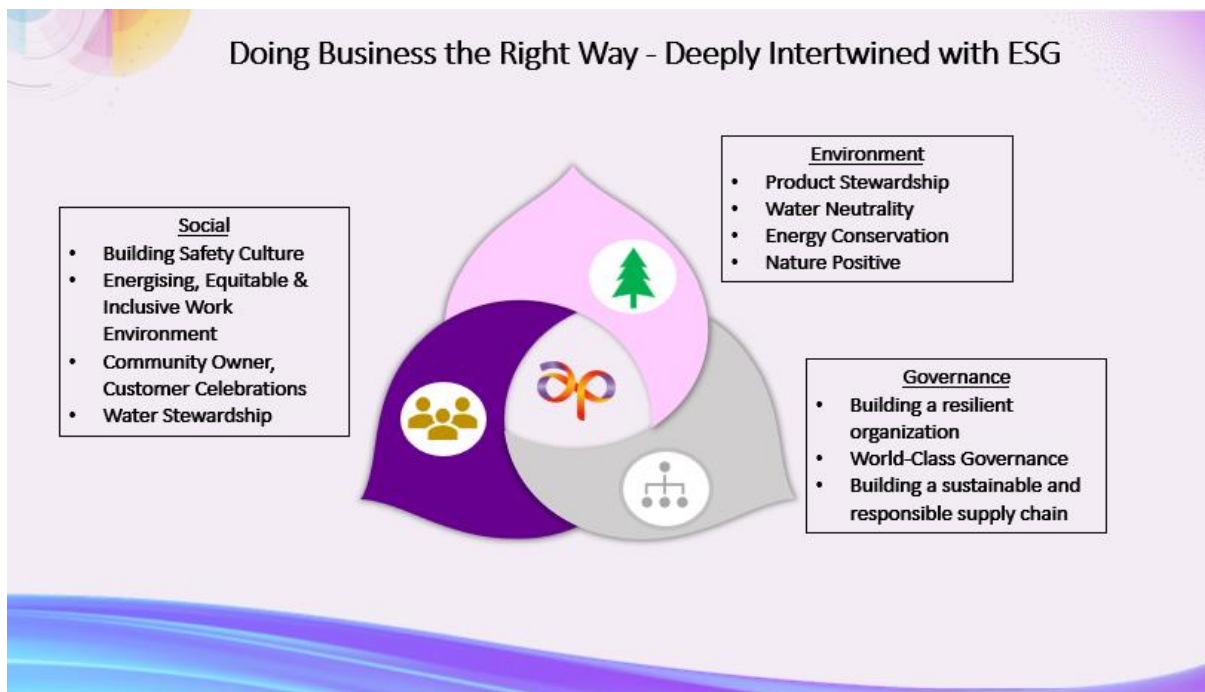 Doing Business the Right Way - Deeply Intertwined with ESG
Environment
• Product Stewardship
• Water Neutrality
• Energy Conservation
• Nature Positive
Social
• Building Safety Culture
• Energising, Equitable &
Inclusive Work
Environment
• Community Owner,
Customer Celebrations
• Water Stewardship
ap
Governance
• Building a resilient
organization
• World-Class Governance
• Building a sustainable and
responsible supply chain